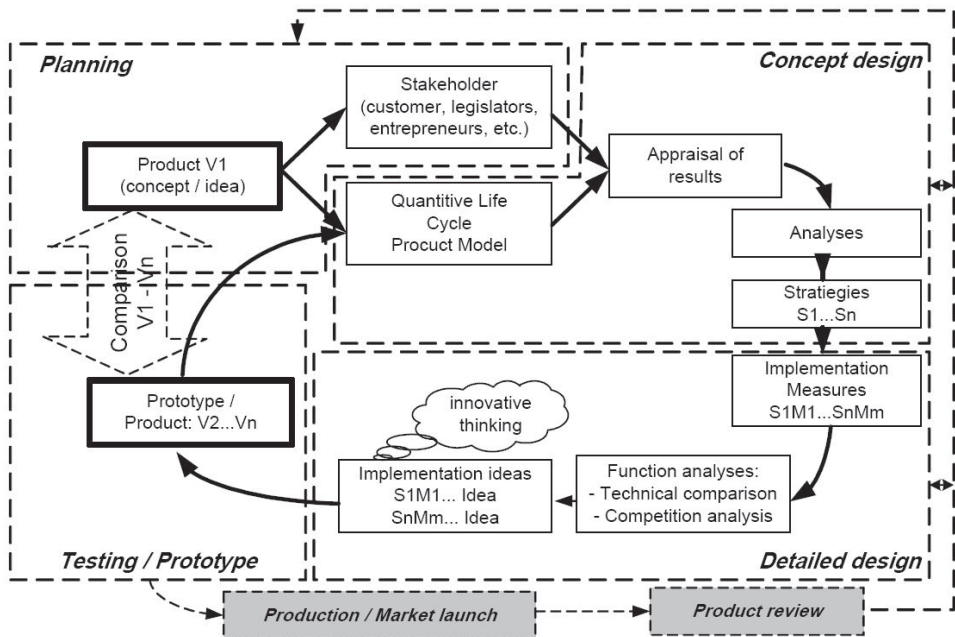 Planning
Stakeholder
(customer, legislators,
entrepreneurs, etc.)
Concept design
Product V1
(concept / idea)
Appraisal of
results
Quantitive Life
Cycle
Procuct Model
Analyses
Comparison
V1 - iVn
Stratiegies
S1...Sn
Implementation
Measures
S1M1...SnMm
Prototype /
Product: V2...Vn
innovative
thinking
Implementation ideas
S1M1... Idea
SnMm... Idea
Function analyses:
- Technical comparison
- Competition analysis
Testing / Prototype
Detailed design
Production / Market launch
Product review